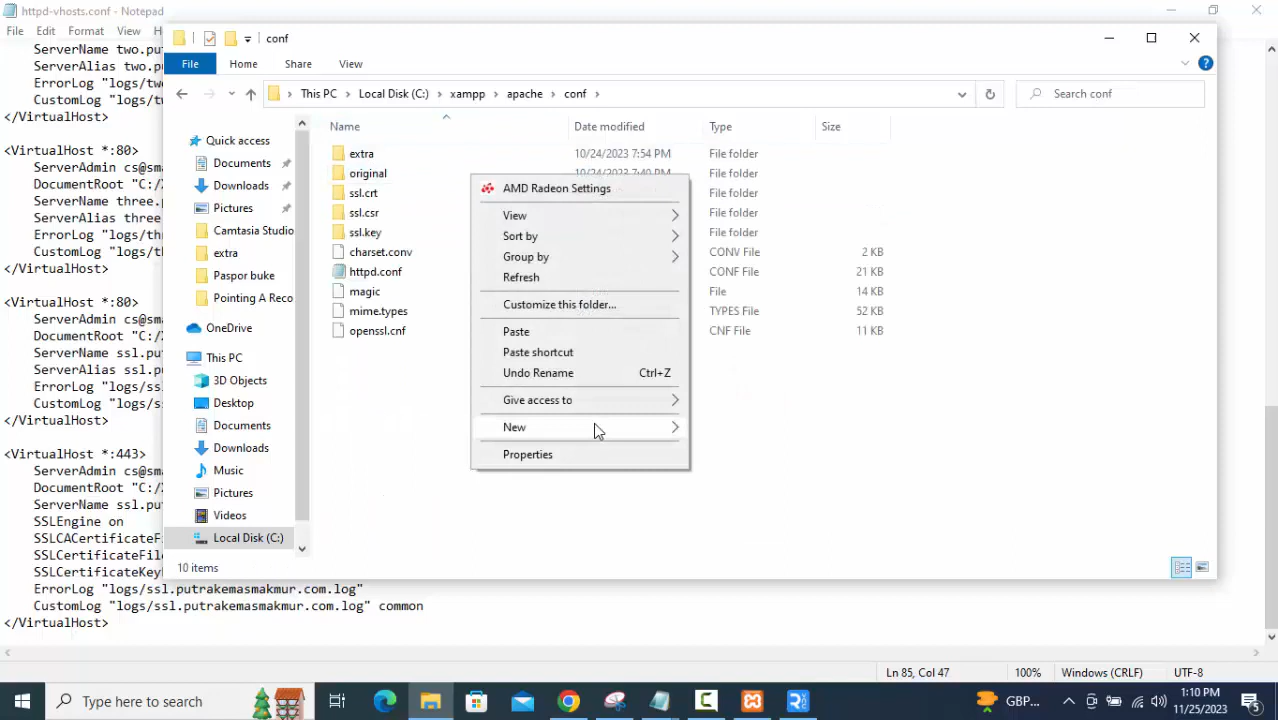 httpd-vhosts.conf - Notepad
File Edit Format View
ServerName two.pu
ServerAlias two.pu
ErrorLog "logs/tw
CustomLog "logs/t
</VirtualHost>
<VirtualHost *:80>
ServerAdmin cs@sm
DocumentRoot "C:/
ServerName three.
ServerAlias three
ErrorLog "logs/th
CustomLog "logs/t
</VirtualHost>
<VirtualHost *:80>
ServerAdmin cs@sm
DocumentRoot "C:/
ServerName ssl.pu
ServerAlias ssl.p
ErrorLog "logs/ss
CustomLog "logs/s
</VirtualHost>
<VirtualHost *:443>
ServerAdmin cs@sm
DocumentRoot "C:/
ServerName ssl.pu
SSLEngine on
SSLCACertificateF
SSLCertificateFil
SSLCertificateKey
ErrorLog "logs/ssl.putrakemasmakmur.com.log"
CustomLog "logs/ssl.putrakemasmakmur.com.log" common
</VirtualHost>
conf
File Home Share View
This PC > Local Disk (C:) > xampp > apache > conf >
Search conf
Name Date modified Type Size
extra 10/24/2023 7:54 PM File folder
original 10/24/2023 7:40 PM File folder
ssl.crt File folder
ssl.csr File folder
ssl.key File folder
charset.conv CONV File 2 KB
httpd.conf CONF File 21 KB
magic File 14 KB
mime.types TYPES File 52 KB
openssl.cnf CNF File 11 KB
Quick access
Documents
Downloads
Pictures
Camtasia Studio
extra
Paspor buke
Pointing A Reco
OneDrive
This PC
3D Objects
Desktop
Documents
Downloads
Music
Pictures
Videos
Local Disk (C:)
10 items
AMD Radeon Settings
View
Sort by
Group by
Refresh
Customize this folder...
Paste
Paste shortcut
Undo Rename Ctrl+Z
Give access to
New
Properties
Ln 85, Col 47 100% Windows (CRLF) UTF-8
Type here to search
GBP...
1:10 PM
11/25/2023
5